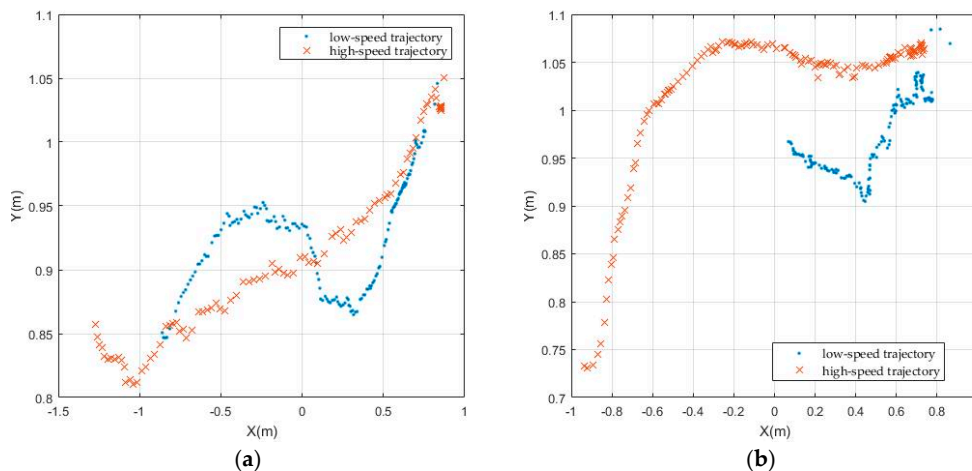 1.1
1.05
1
0.95
0.9
0.85
0.8
Y(m)
-1.5 -1 -0.5 0 0.5 1
X(m)
low-speed trajectory
high-speed trajectory
(a)
1.1
1.05
1
0.95
0.9
0.85
0.8
0.75
0.7
Y(m)
-1 -0.8 -0.6 -0.4 -0.2 0 0.2 0.4 0.6 0.8 1
X(m)
low-speed trajectory
high-speed trajectory
(b)